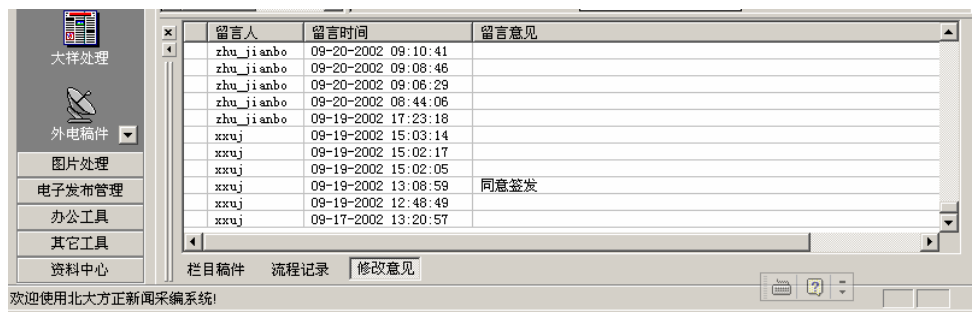 留言人 留言时间 留言意见
大样处理
zhu_jianbo 09-20-2002 09:10:41
zhu_jianbo 09-20-2002 09:08:46
zhu_jianbo 09-20-2002 09:06:29
zhu_jianbo 09-20-2002 08:44:06
zhu_jianbo 09-19-2002 17:23:18
外电稿件
xxuj 09-19-2002 15:03:14
xxuj 09-19-2002 15:02:17
图片处理
xxuj 09-19-2002 15:02:05
xxuj 09-19-2002 13:08:59 同意签发
电子发布管理
xxuj 09-19-2002 12:48:49
办公工具
xxuj 09-17-2002 13:20:57
其它工具
资料中心
栏目稿件 流程记录 修改意见
欢迎使用北大方正新闻采编系统!